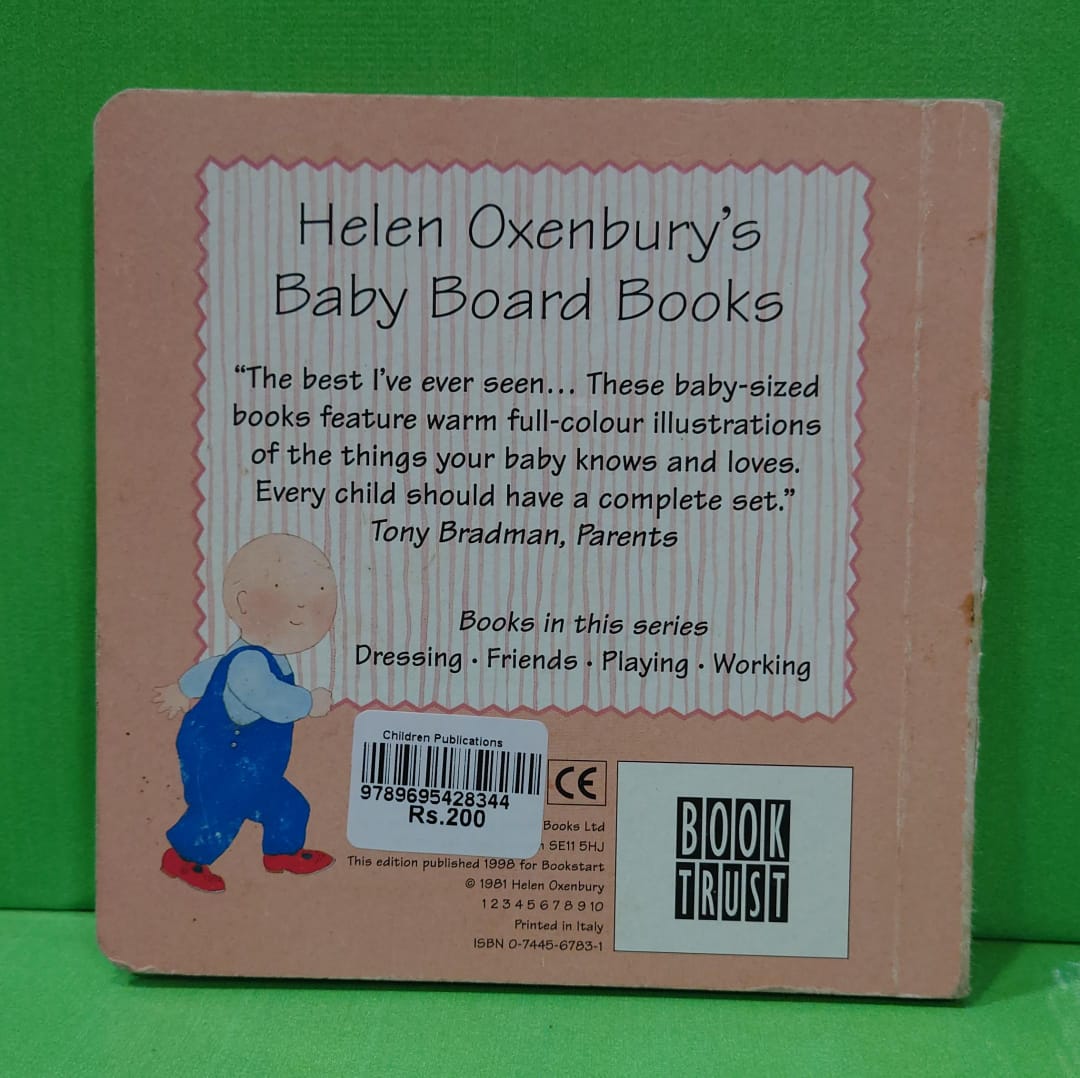 Helen Oxenbury's
Baby Board Books
“The best I've ever seen... These baby-sized
books feature warm full-colour illustrations
of the things your baby knows and loves.
Every child should have a complete set.”
Tony Bradman, Parents
Books in this series
Dressing · Friends · Playing · Working
Children Publications
9789695428344
Rs.200
CE
Books Ltd
SE11 5HJ
This edition published 1998 for Bookstart
© 1981 Helen Oxenbury
1 2 3 4 5 6 7 8 9 10
Printed in Italy
ISBN 0-7445-6783-1
BOOK
TRUST